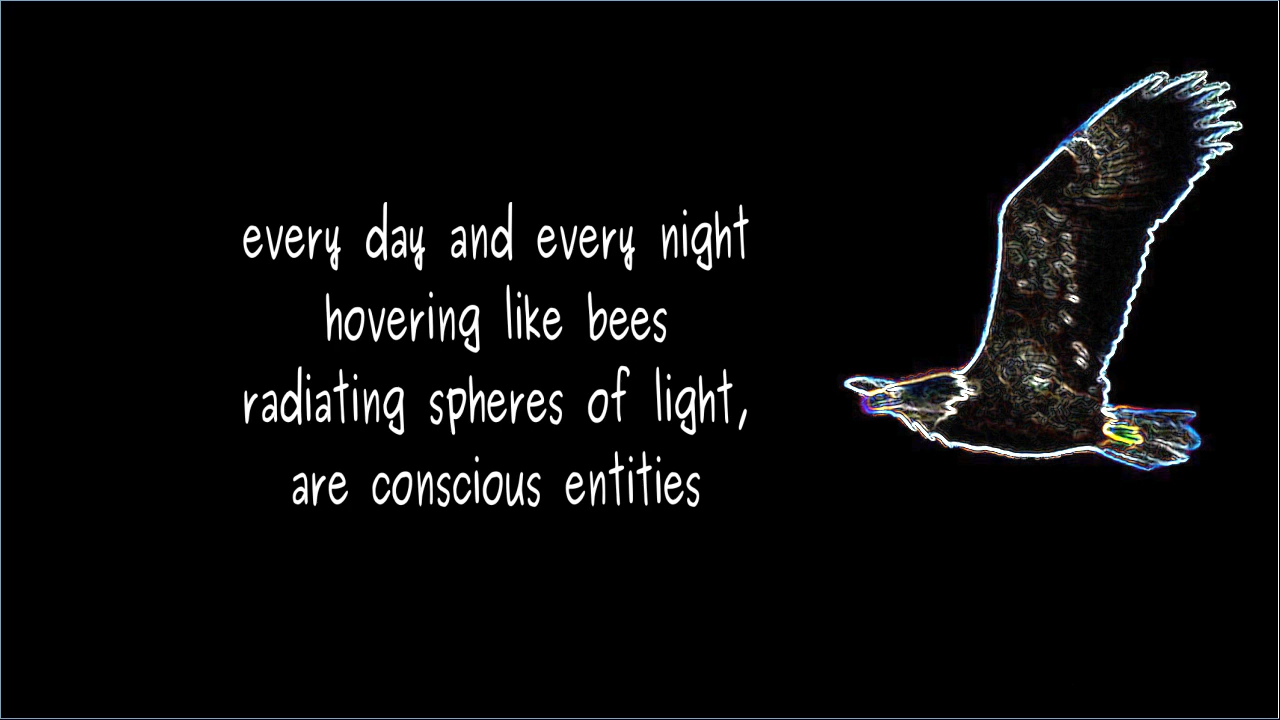 every day and every night
hovering like bees
radiating spheres of light,
are conscious entities